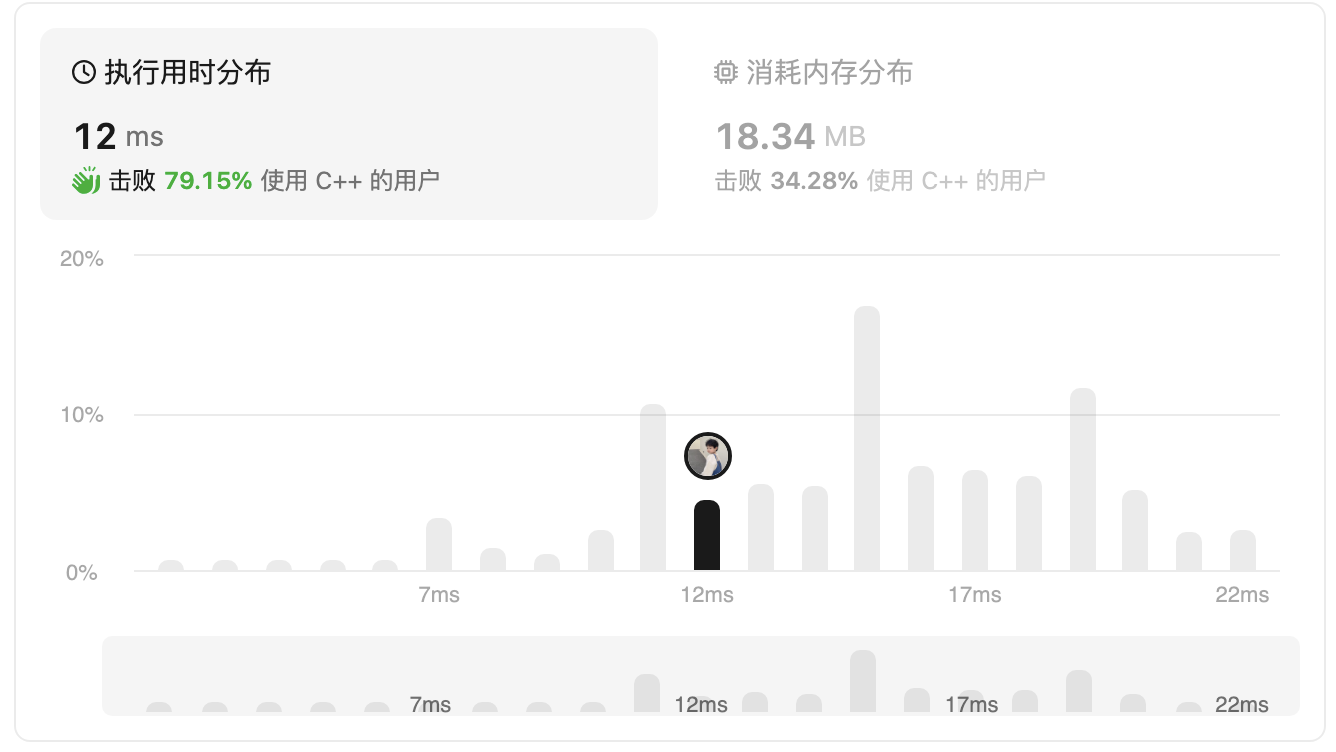 执行用时分布
12 ms
击败 79.15% 使用 C++ 的用户
消耗内存分布
18.34 MB
击败 34.28% 使用 C++ 的用户
20%
10%
0%
7ms 12ms 17ms 22ms
7ms 12ms 17ms 22ms